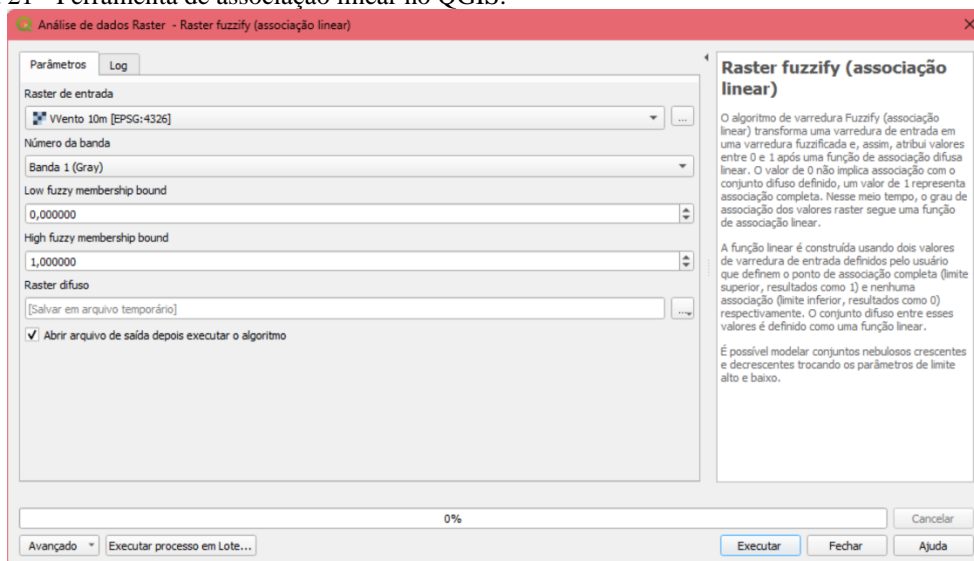 21 - Ferramenta de associação linear no QGIS.
Análise de dados Raster - Raster fuzzify (associação linear)
Parâmetros
Log
Raster de entrada
VVento 10m [EPSG:4326]
...
Número da banda
Banda 1 (Gray)
Low fuzzy membership bound
0,000000
High fuzzy membership bound
1,000000
Raster difuso
[Salvar em arquivo temporário]
...
Abrir arquivo de saída depois executar o algoritmo
Raster fuzzify (associação
linear)
O algoritmo de varredura Fuzzify (associação
linear) transforma uma varredura de entrada em
uma varredura fuzzificada e, assim, atribui valores
entre 0 e 1 após uma função de associação difusa
linear. O valor de 0 não implica associação com o
conjunto difuso definido, um valor de 1 representa
associação completa. Nesse meio tempo, o grau de
associação dos valores raster segue uma função
de associação linear.
A função linear é construída usando dois valores
de varredura de entrada definidos pelo usuário
que definem o ponto de associação completa (limite
superior, resultados como 1) e nenhuma
associação (limite inferior, resultados como 0)
respectivamente. O conjunto difuso entre esses
valores é definido como uma função linear.
É possível modelar conjuntos nebulosos crescentes
e decrescentes trocando os parâmetros de limite
alto e baixo.
0%
Cancelar
Avançado
Executar processo em Lote...
Executar
Fechar
Ajuda